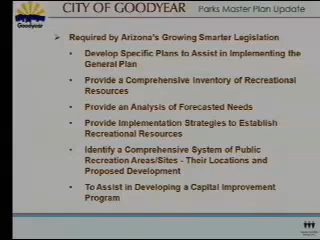 CITY OF GOODYEAR
Parks Master Plan Update
Goodyear
➢ Required by Arizona's Growing Smarter Legislation
• Develop Specific Plans to Assist in Implementing the
General Plan
• Provide a Comprehensive Inventory of Recreational
Resources
• Provide an Analysis of Forecasted Needs
• Provide Implementation Strategies to Establish
Recreational Resources
• Identify a Comprehensive System of Public
Recreation Areas/Sites - Their Locations and
Proposed Development
• To Assist in Developing a Capital Improvement
Program